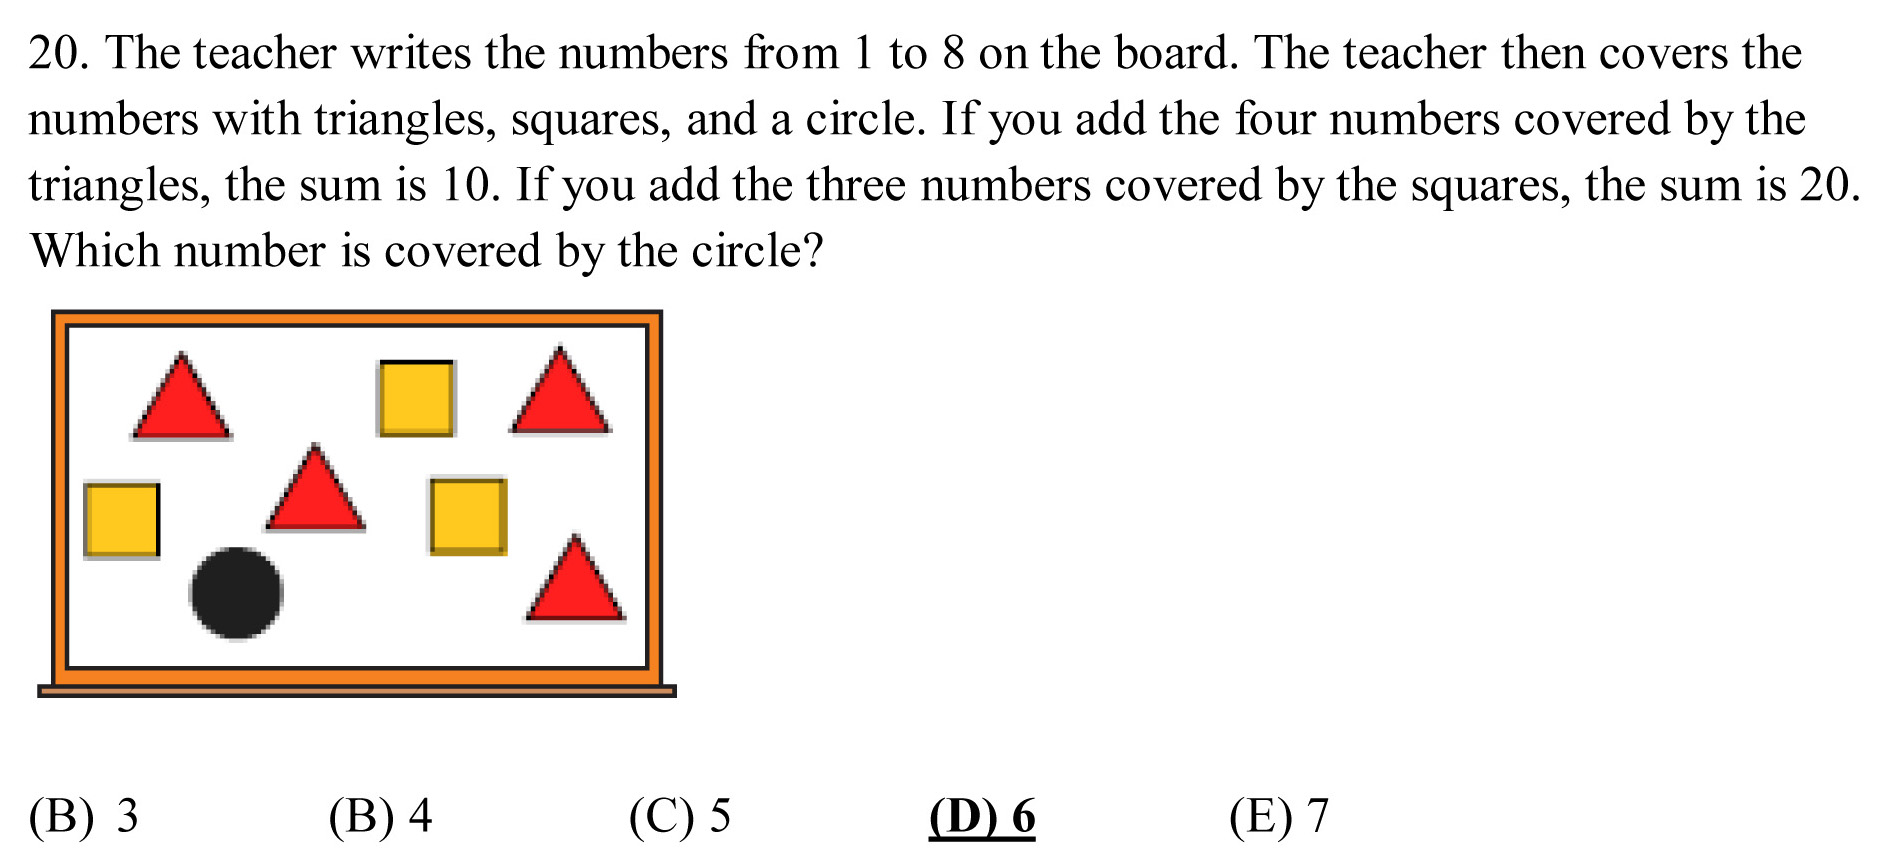 20. The teacher writes the numbers from 1 to 8 on the board. The teacher then covers the
numbers with triangles, squares, and a circle. If you add the four numbers covered by the
triangles, the sum is 10. If you add the three numbers covered by the squares, the sum is 20.
Which number is covered by the circle?
(B) 3 (B) 4 (C) 5 (D) 6 (E) 7